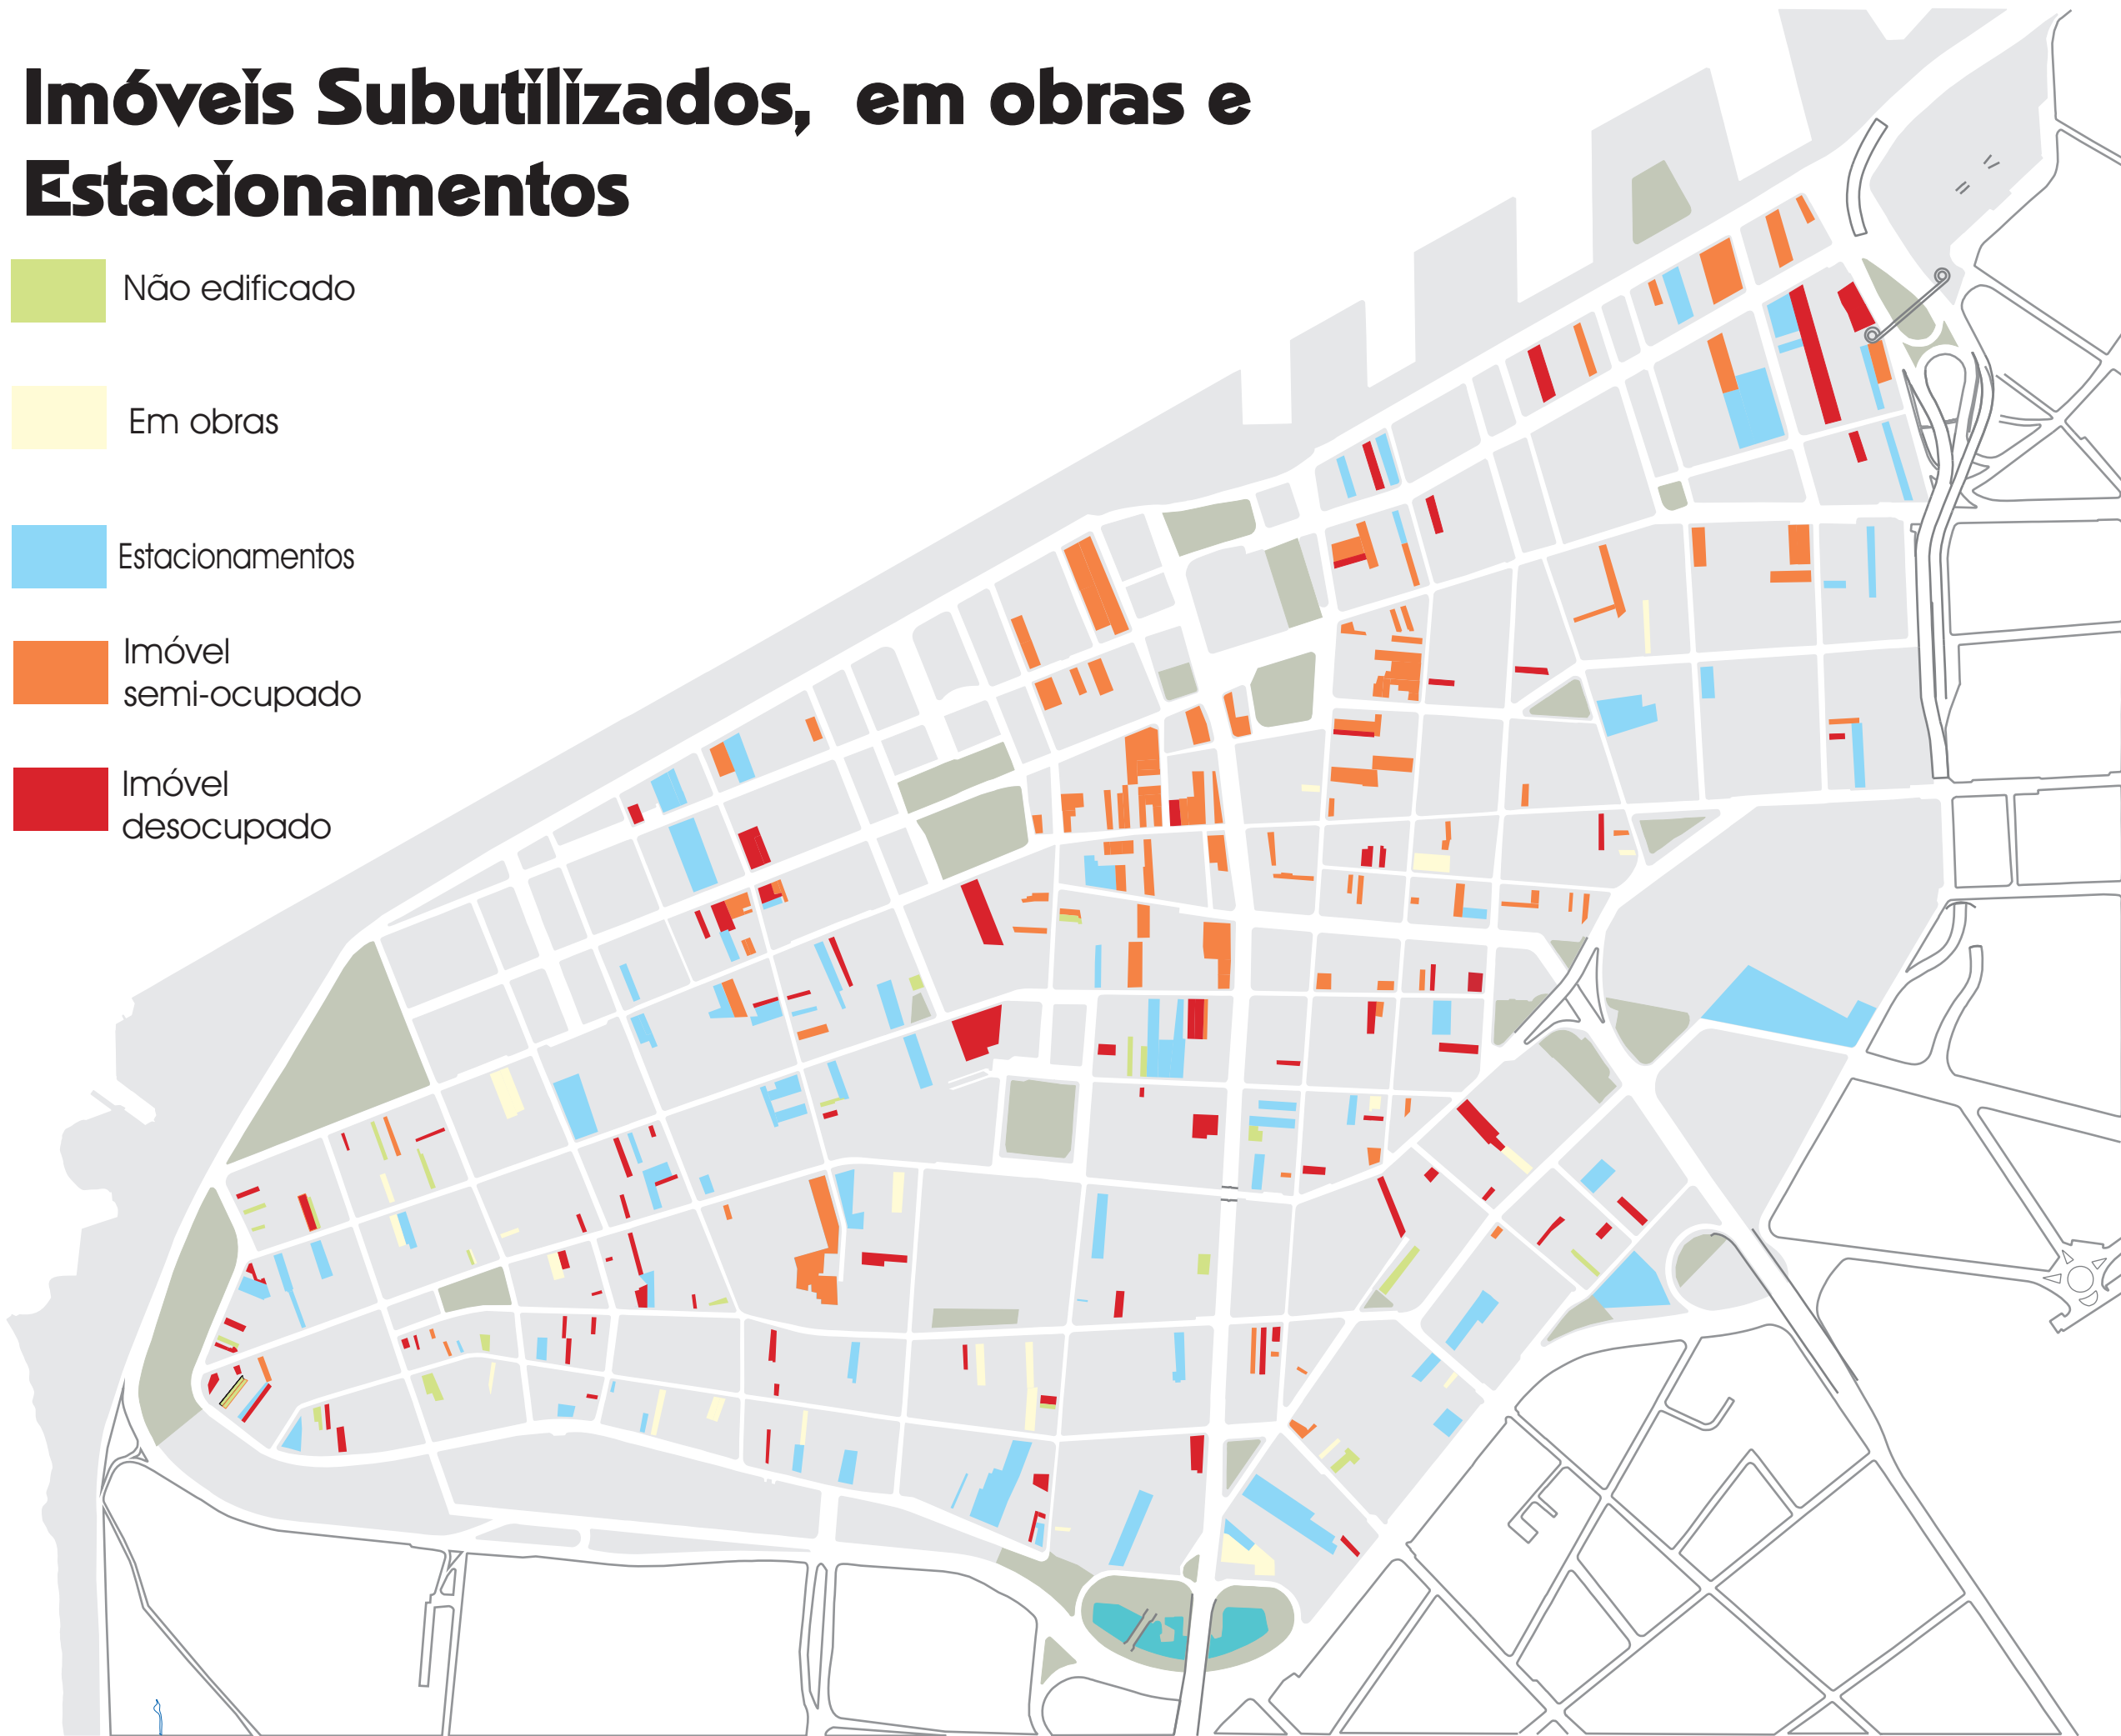 Imóveis Subutilizados, em obras e
Estacionamentos
Não edificado
Em obras
Estacionamentos
Imóvel
semi-ocupado
Imóvel
desocupado